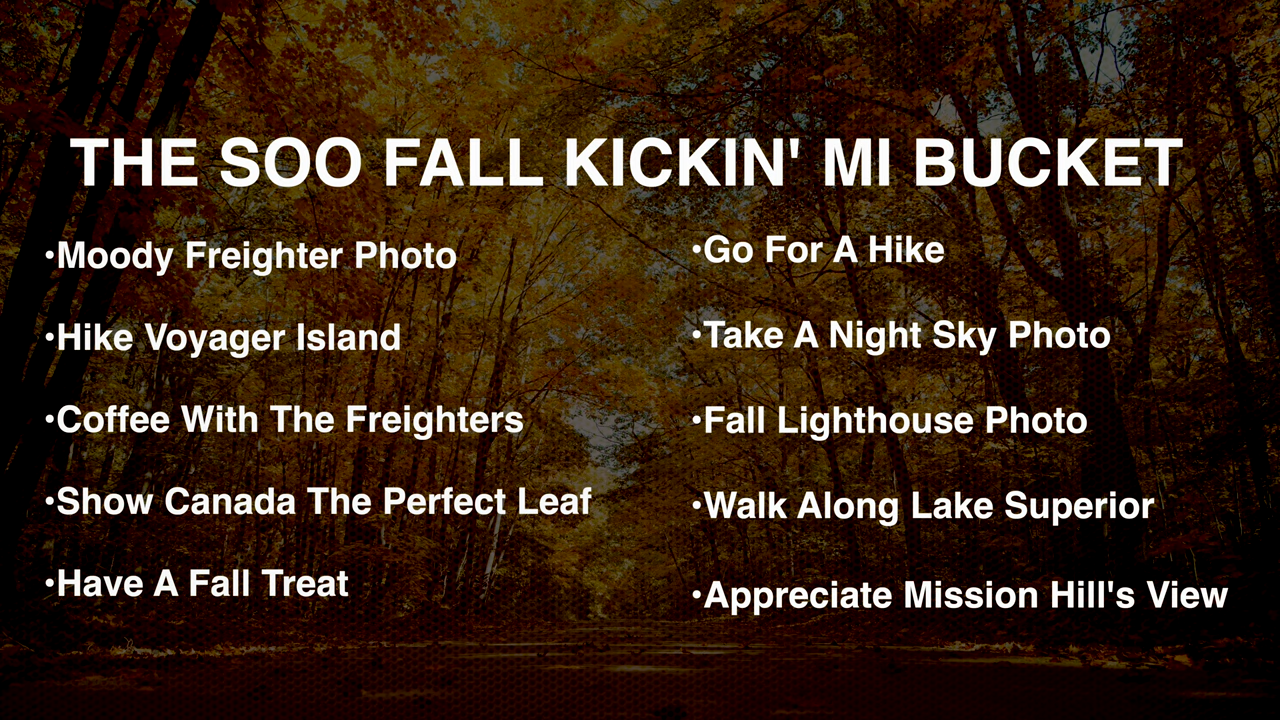 THE SOO FALL KICKIN' MI BUCKET
•Moody Freighter Photo
•Hike Voyager Island
•Coffee With The Freighters
•Show Canada The Perfect Leaf
•Have A Fall Treat
•Go For A Hike
•Take A Night Sky Photo
•Fall Lighthouse Photo
•Walk Along Lake Superior
•Appreciate Mission Hill's View